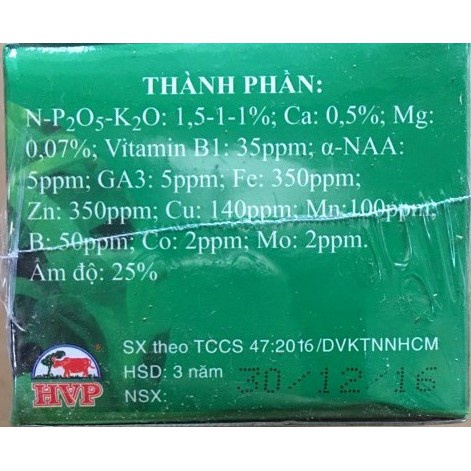 THÀNH PHẦN:
N-P₂O₅-K₂O: 1,5-1-1%; Ca: 0,5%; Mg:
0,07%; Vitamin B1: 35ppm; α-NAA:
5ppm; GA3: 5ppm; Fe: 350ppm;
Zn: 350ppm; Cu: 140ppm; Mn:100ppm;
B: 50ppm; Co: 2ppm; Mo: 2ppm.
Ẩm độ: 25%
SX theo TCCS 47:2016/DVKTNNHCM
HSD: 3 năm
NSX: 30/12/16
®
HVP